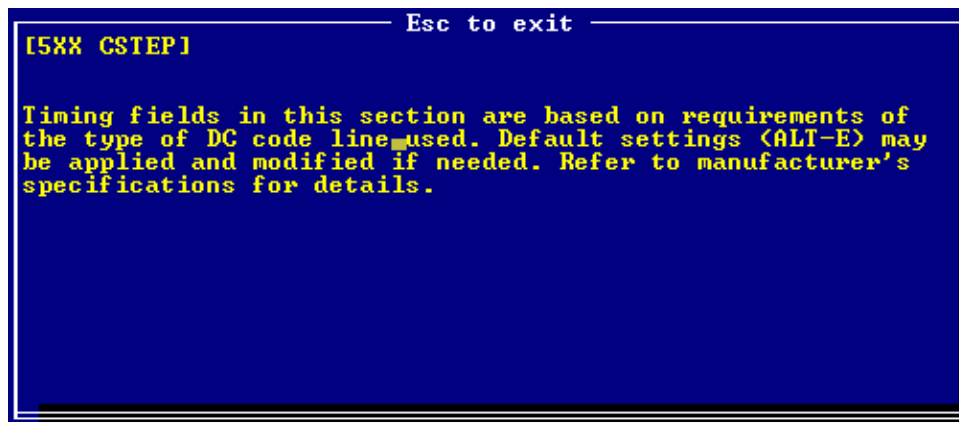 Esc to exit
[5XX CSTEP]
Timing fields in this section are based on requirements of
the type of DC code line used. Default settings (ALT-E) may
be applied and modified if needed. Refer to manufacturer's
specifications for details.